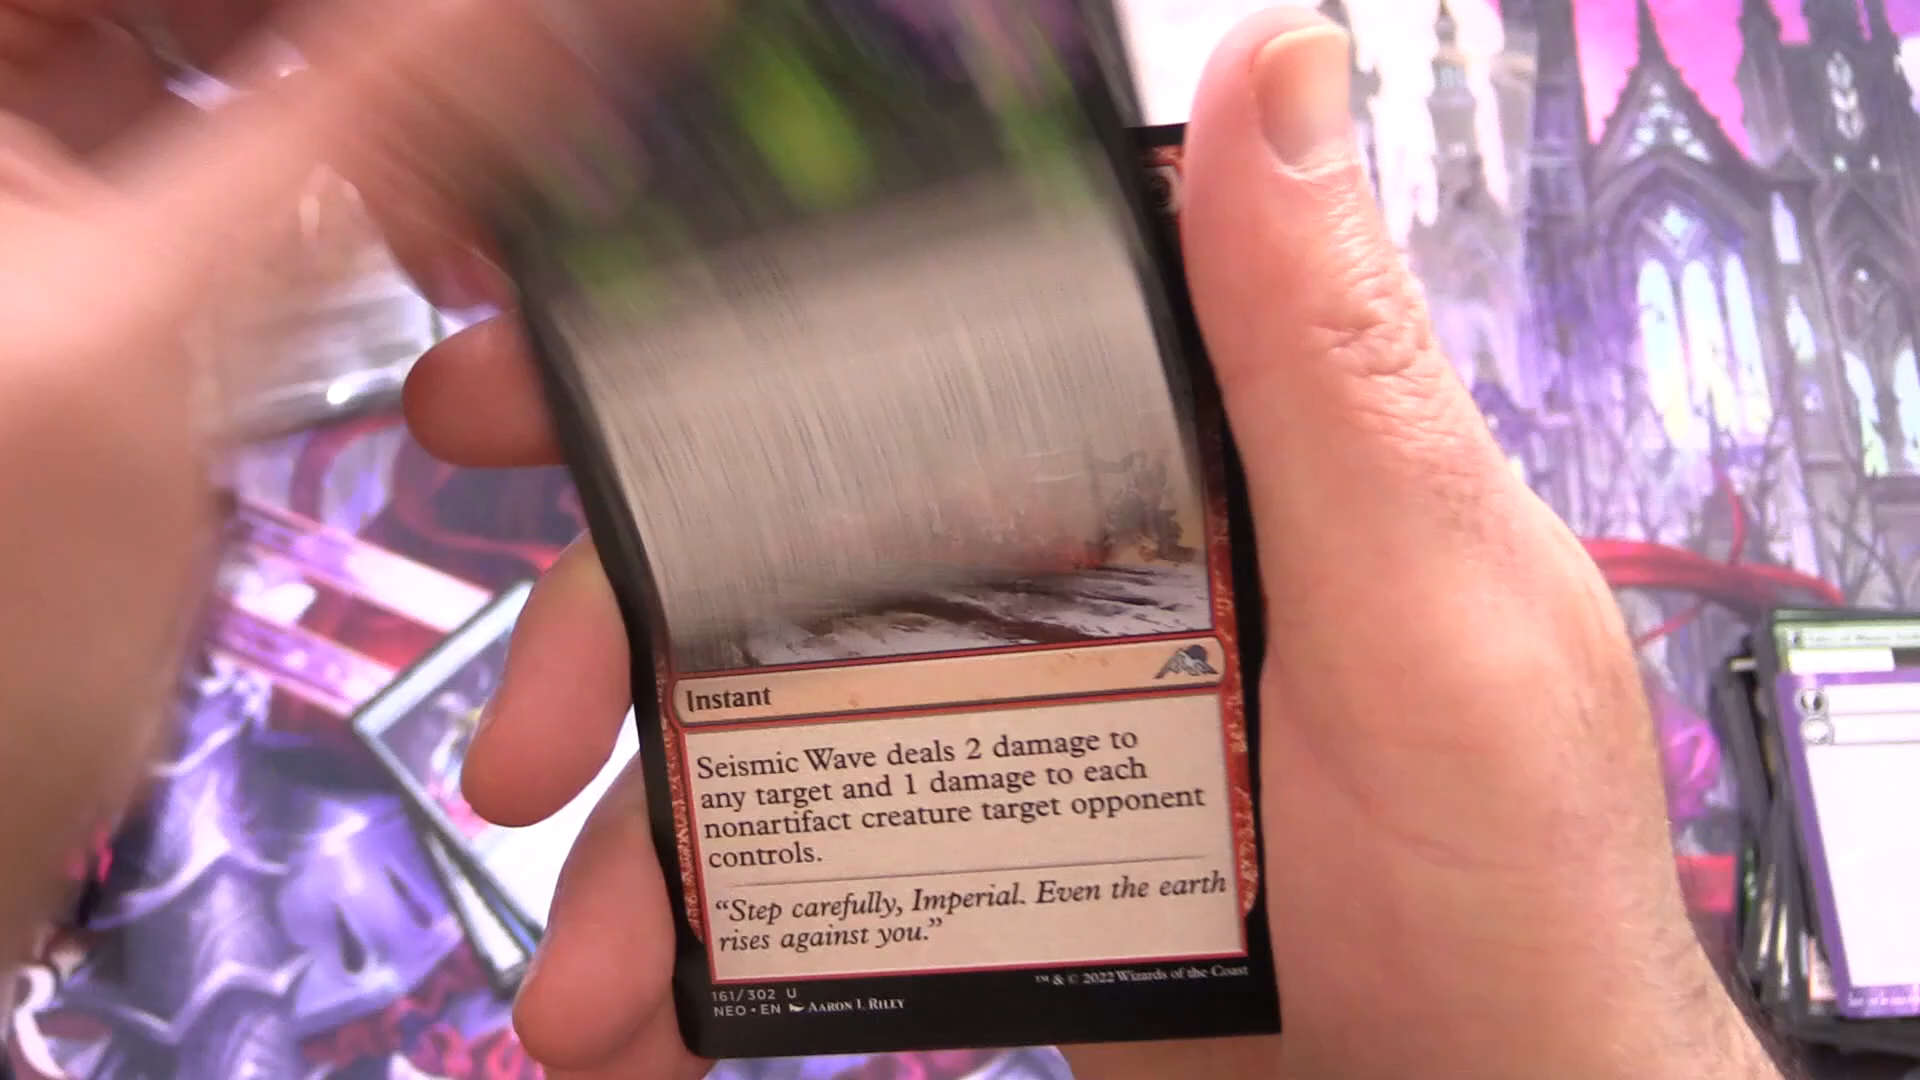 Instant
Seismic Wave deals 2 damage to
any target and 1 damage to each
nonartifact creature target opponent
controls.
“Step carefully, Imperial. Even the earth
rises against you.”
161/302 U
NEO • EN AARON J. RILEY
™ & © 2022 Wizards of the Coast